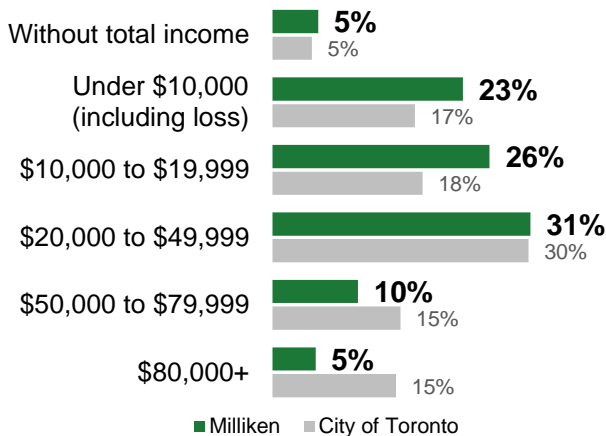 Without total income
5%
5%
Under $10,000
(including loss)
23%
17%
$10,000 to $19,999
26%
18%
$20,000 to $49,999
31%
30%
$50,000 to $79,999
10%
15%
$80,000+
5%
15%
Milliken City of Toronto